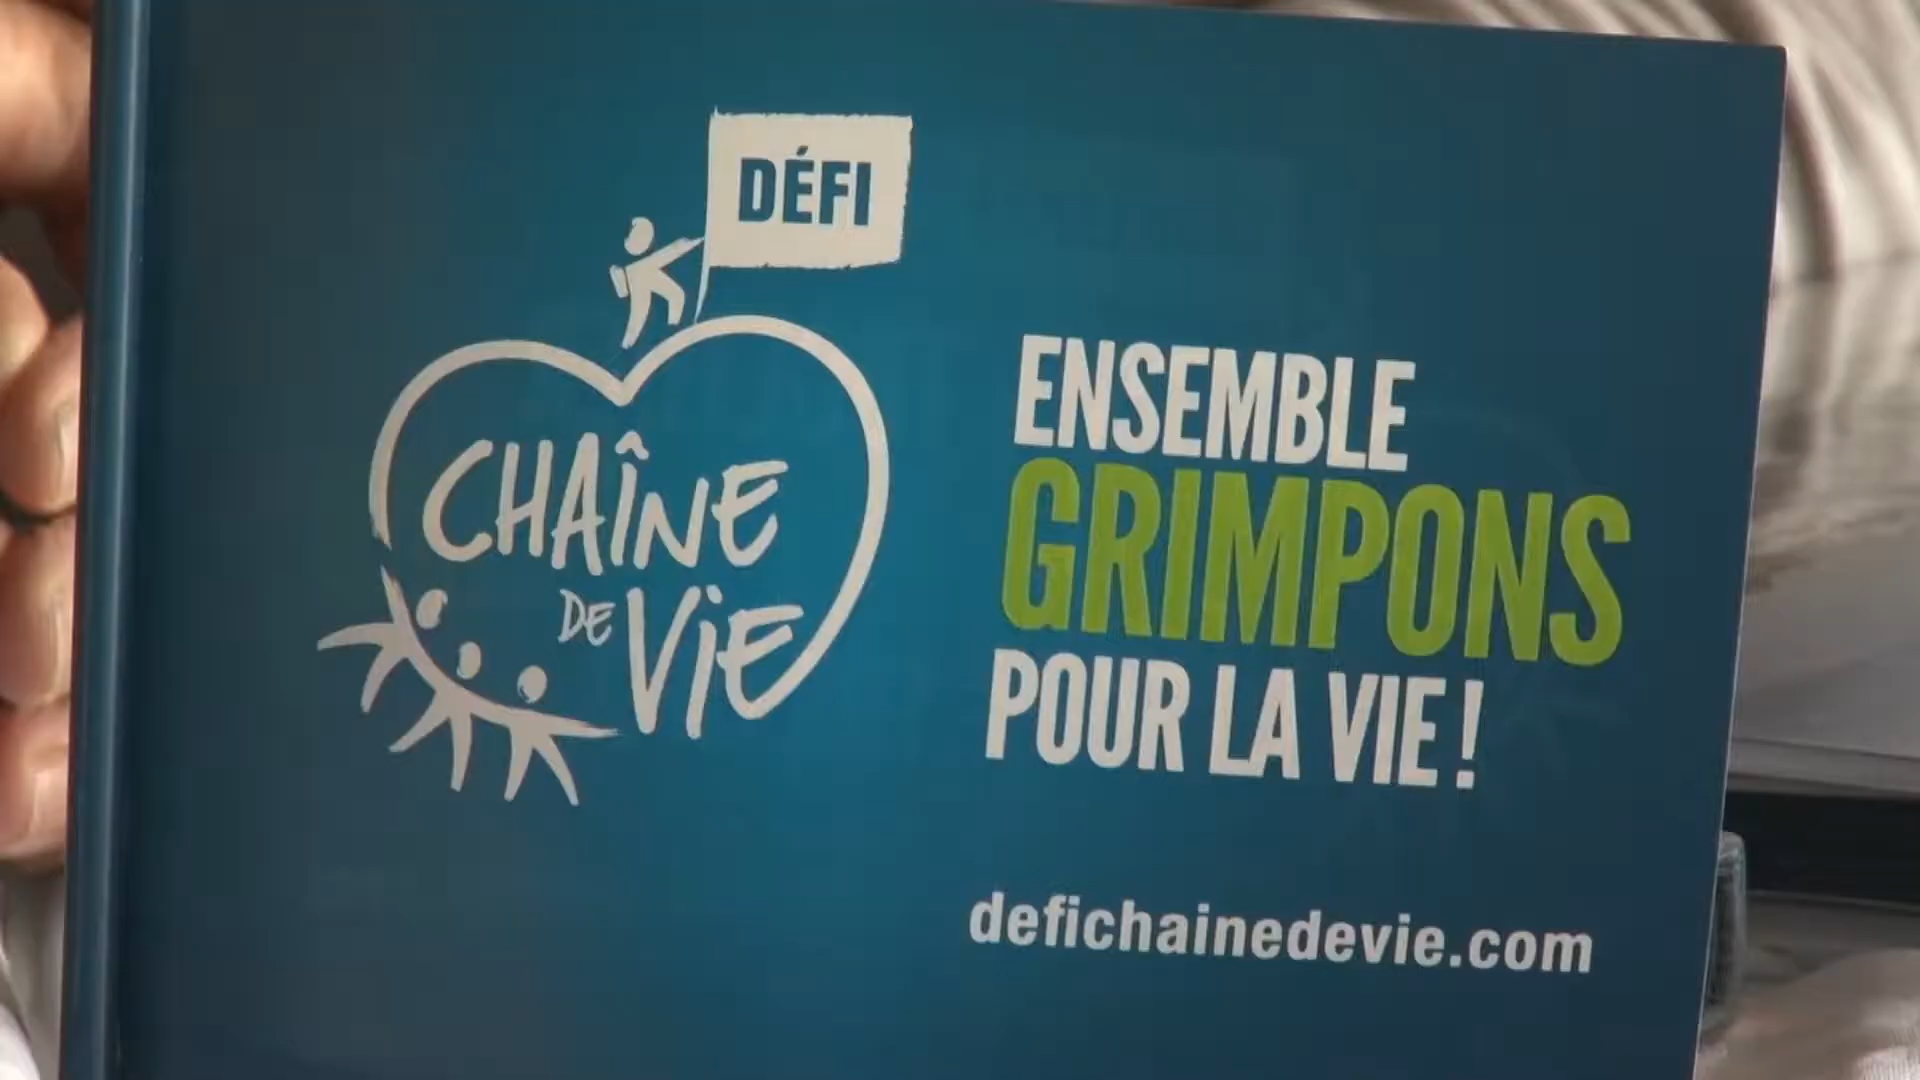 DÉFI
CHAÎNE
DE VIE
ENSEMBLE
GRIMPONS
POUR LA VIE !
defichainedevie.com